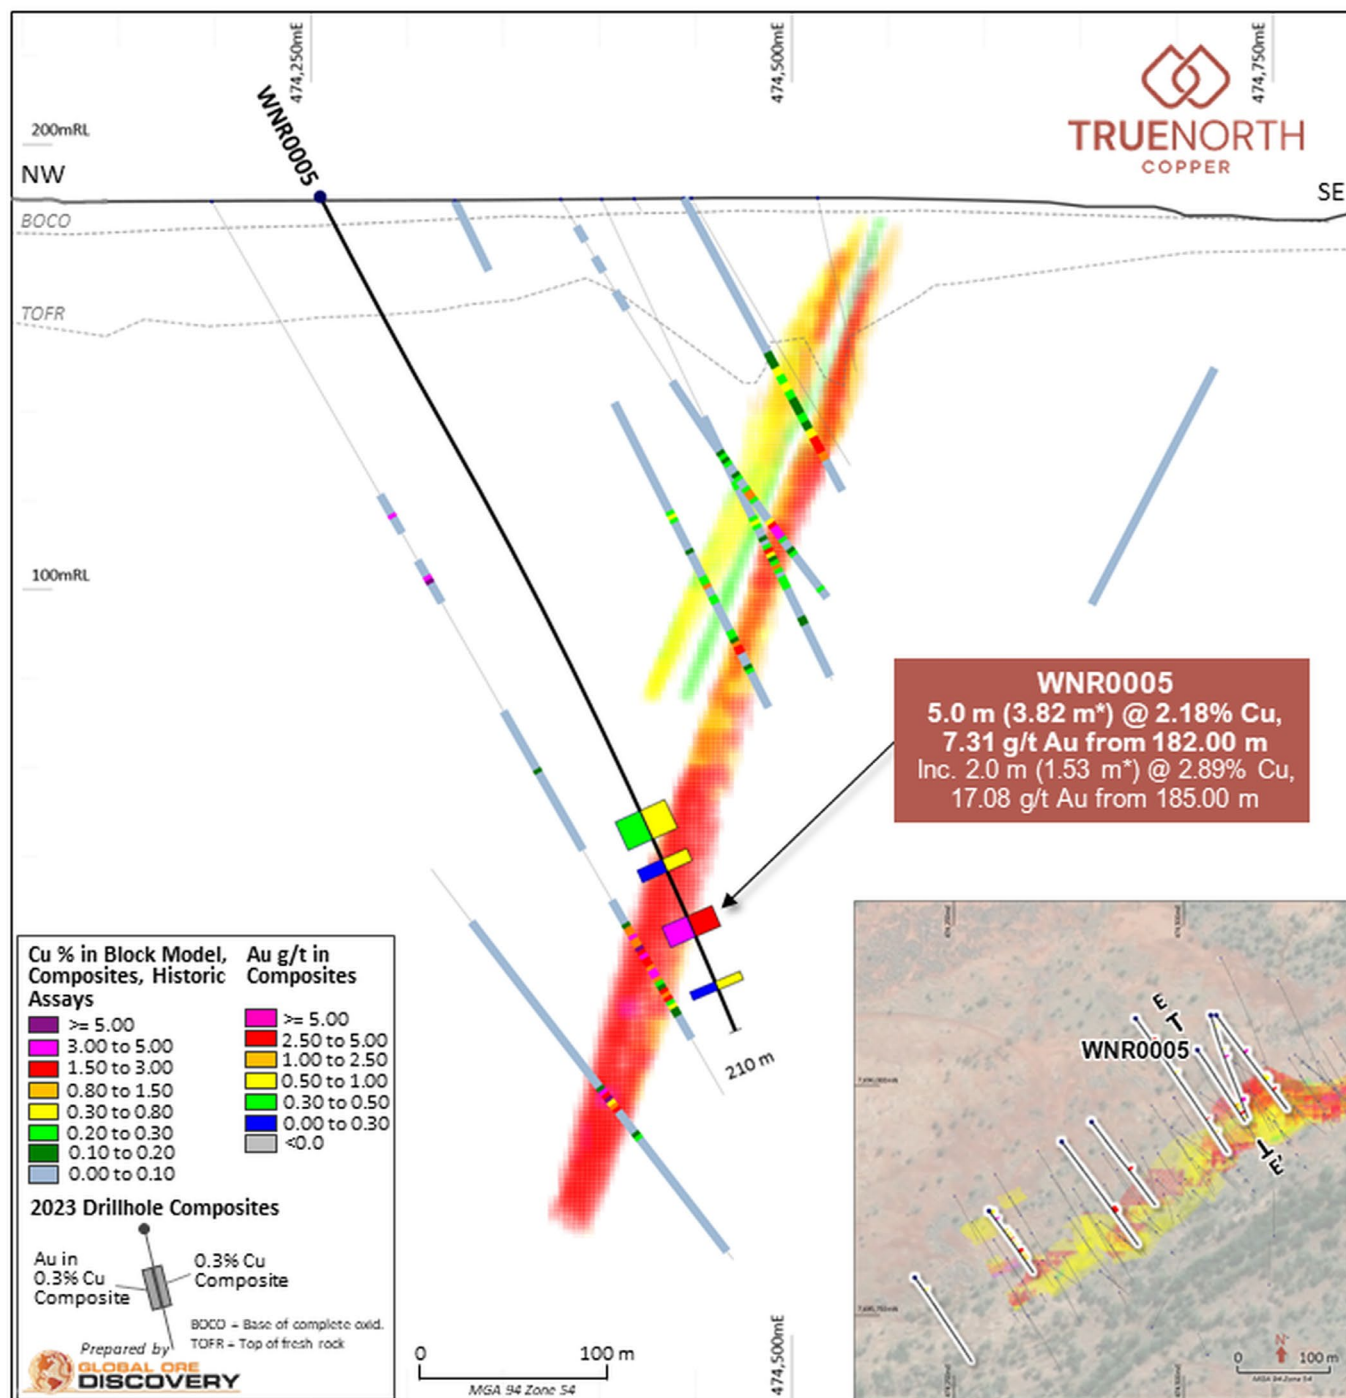 474,250mE
474,500mE
474,750mE
TRUENORTH
COPPER
WNR0005
200mRL
NW
SE
BOCO
TOFR
100mRL
WNR0005
5.0 m (3.82 m*) @ 2.18% Cu,
7.31 g/t Au from 182.00 m
Inc. 2.0 m (1.53 m*) @ 2.89% Cu,
17.08 g/t Au from 185.00 m
210 m
Cu % in Block Model,
Composites, Historic
Assays
>= 5.00
3.00 to 5.00
1.50 to 3.00
0.80 to 1.50
0.30 to 0.80
0.20 to 0.30
0.10 to 0.20
0.00 to 0.10
Au g/t in
Composites
>= 5.00
2.50 to 5.00
1.00 to 2.50
0.50 to 1.00
0.30 to 0.50
0.00 to 0.30
<0.0
2023 Drillhole Composites
Au in
0.3% Cu
Composite
0.3% Cu
Composite
BOCO = Base of complete oxid.
TOFR = Top of fresh rock
Prepared by
GLOBAL ORE
DISCOVERY
0 100 m
MGA 94 Zone 54
474,500mE
E
WNR0005
E'
N
0 100 m
MGA 94 Zone 54